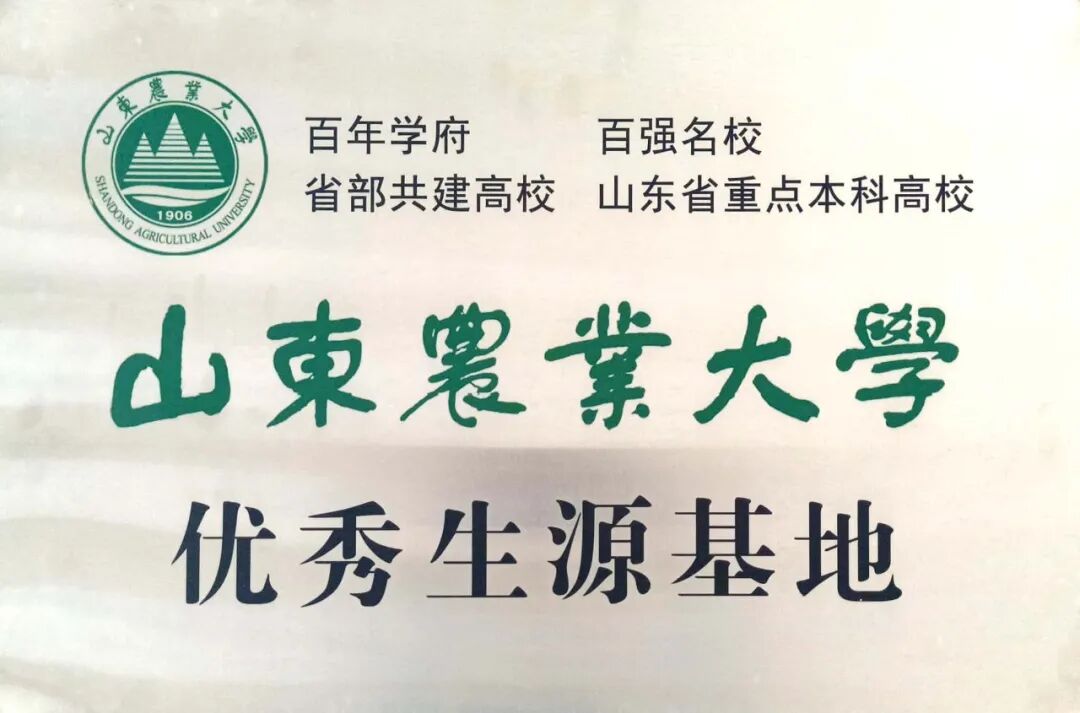 山東農業大學
SHANDONG AGRICULTURAL UNIVERSITY
1906
百年学府 百强名校
省部共建高校 山东省重点本科高校
山東農業大學
优秀生源基地